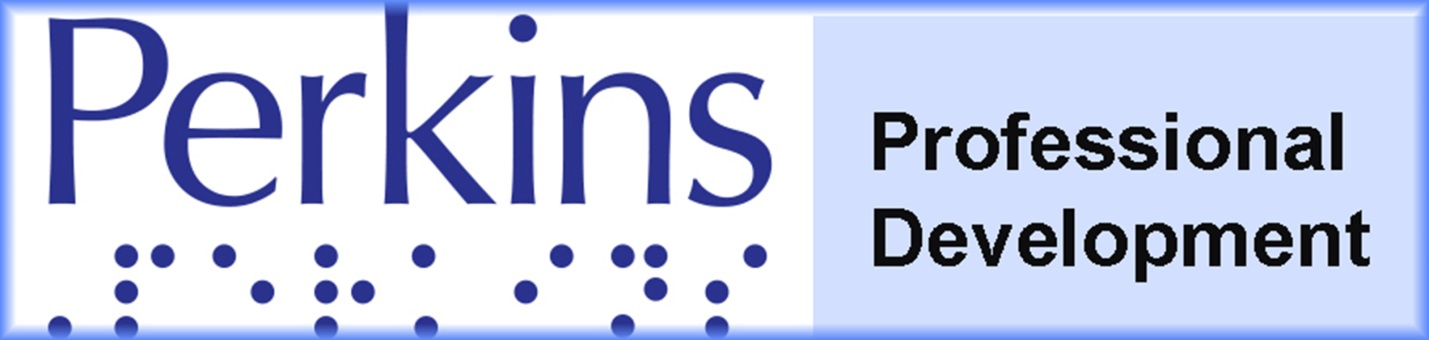 Perkins
⠠⠏⠑⠗⠅⠊⠝⠎
Professional
Development